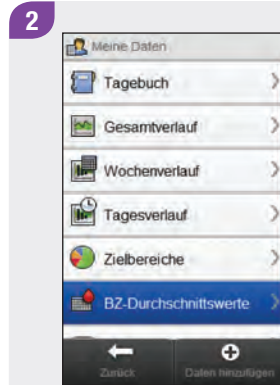 2
Meine Daten
Tagebuch
Gesamtverlauf
Wochenverlauf
Tagesverlauf
Zielbereiche
BZ-Durchschnittswerte
Zurück
Daten hinzufügen